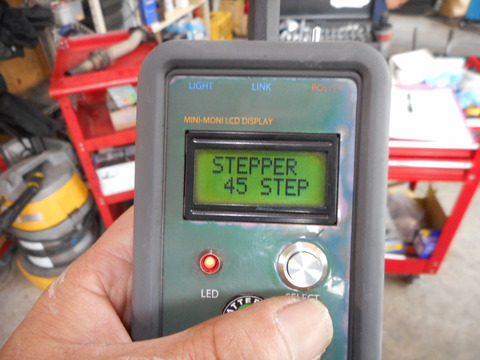 LIGHT LINK
MINI-MONI LCD DISPLAY
STEPPER
45 STEP
LED SELECT